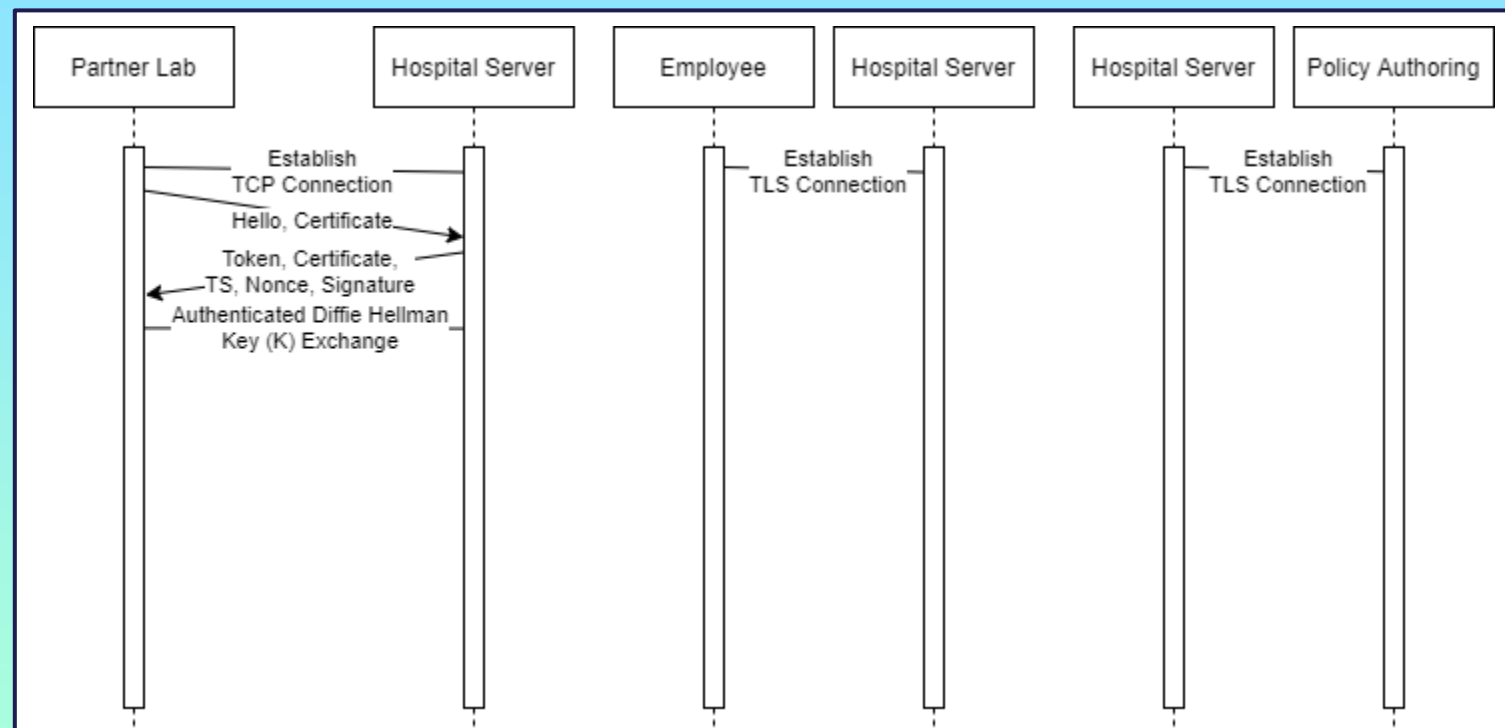 Partner Lab
Hospital Server
Employee
Hospital Server
Hospital Server
Policy Authoring
Establish
TCP Connection
Hello, Certificate
Token, Certificate,
TS, Nonce, Signature
Authenticated Diffie Hellman
Key (K) Exchange
Establish
TLS Connection
Establish
TLS Connection